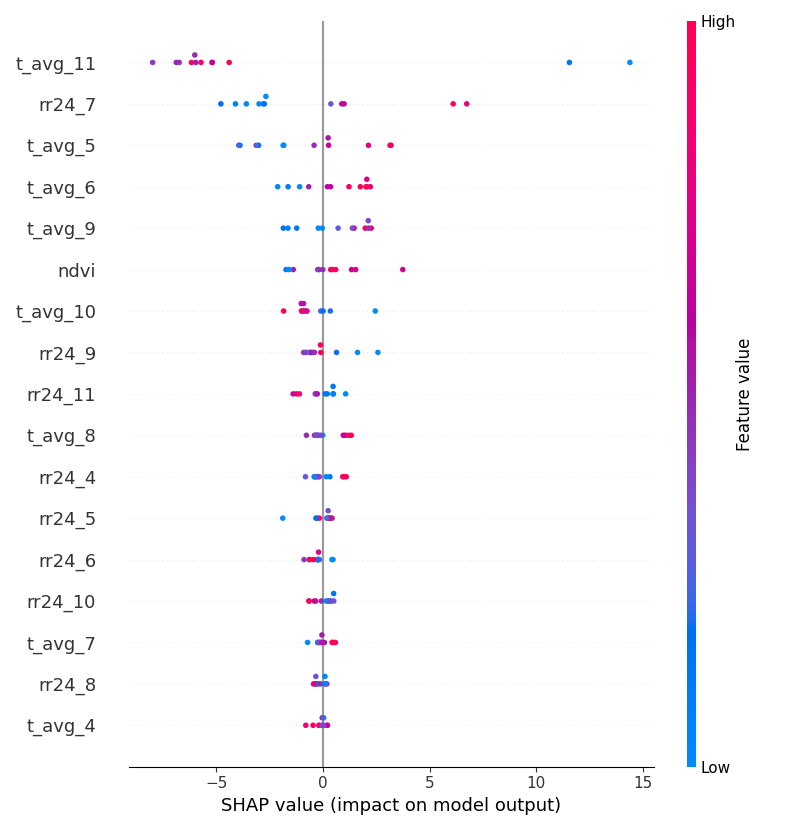 High
t_avg_11
rr24_7
t_avg_5
t_avg_6
t_avg_9
ndvi
t_avg_10
rr24_9
rr24_11
t_avg_8
rr24_4
rr24_5
rr24_6
rr24_10
t_avg_7
rr24_8
t_avg_4
Feature value
Low
−5 0 5 10 15
SHAP value (impact on model output)